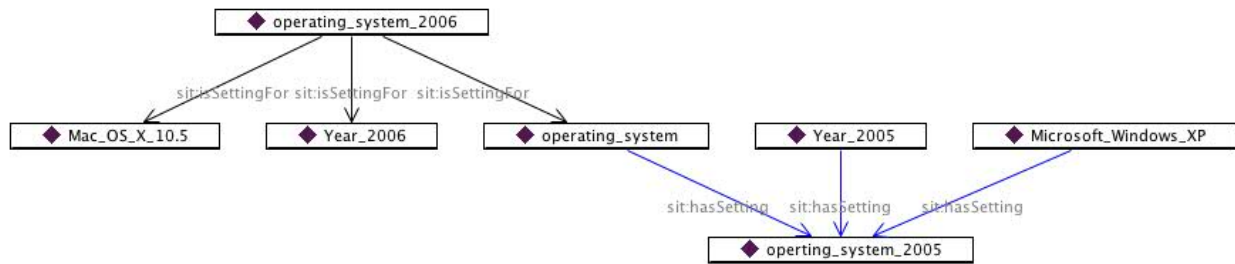 operating_system_2006
sit:isSettingFor sit:isSettingFor sit:isSettingFor
Mac_OS_X_10.5 Year_2006 operating_system Year_2005 Microsoft_Windows_XP
sit:hasSetting sit:hasSetting sit:hasSetting
operting_system_2005